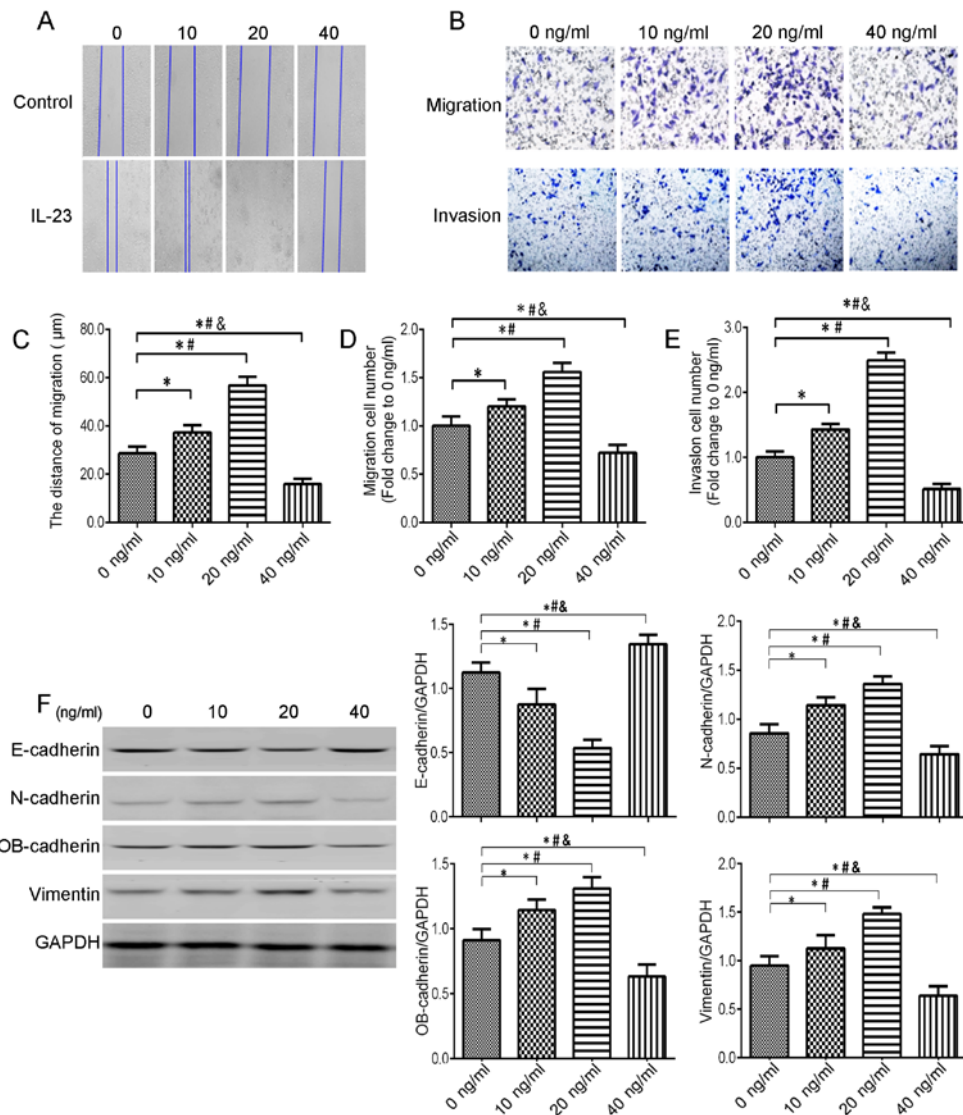 A
0 10 20 40
Control
IL-23
B
0 ng/ml 10 ng/ml 20 ng/ml 40 ng/ml
Migration
Invasion
C
The distance of migration ( µm)
80.0
60.0
40.0
20.0
0.0
*#&
*#
*
0 ng/ml 10 ng/ml 20 ng/ml 40 ng/ml
D
Migration cell number
(Fold change to 0 ng/ml)
2.0
1.5
1.0
0.5
0.0
*#&
*#
*
0 ng/ml 10 ng/ml 20 ng/ml 40 ng/ml
E
Invasion cell number
(Fold change to 0 ng/ml)
3.0
2.0
1.0
0.0
*#&
*#
*
0 ng/ml 10 ng/ml 20 ng/ml 40 ng/ml
F (ng/ml) 0 10 20 40
E-cadherin
N-cadherin
OB-cadherin
Vimentin
GAPDH
E-cadherin/GAPDH
1.5
1.0
0.5
0.0
*#&
*#
*
N-cadherin/GAPDH
2.0
1.5
1.0
0.5
0.0
*#&
*#
*
OB-cadherin/GAPDH
1.5
1.0
0.5
0.0
*#&
*#
*
0 ng/ml 10 ng/ml 20 ng/ml 40 ng/ml
Vimentin/GAPDH
2.0
1.5
1.0
0.5
0.0
*#&
*#
*
0 ng/ml 10 ng/ml 20 ng/ml 40 ng/ml